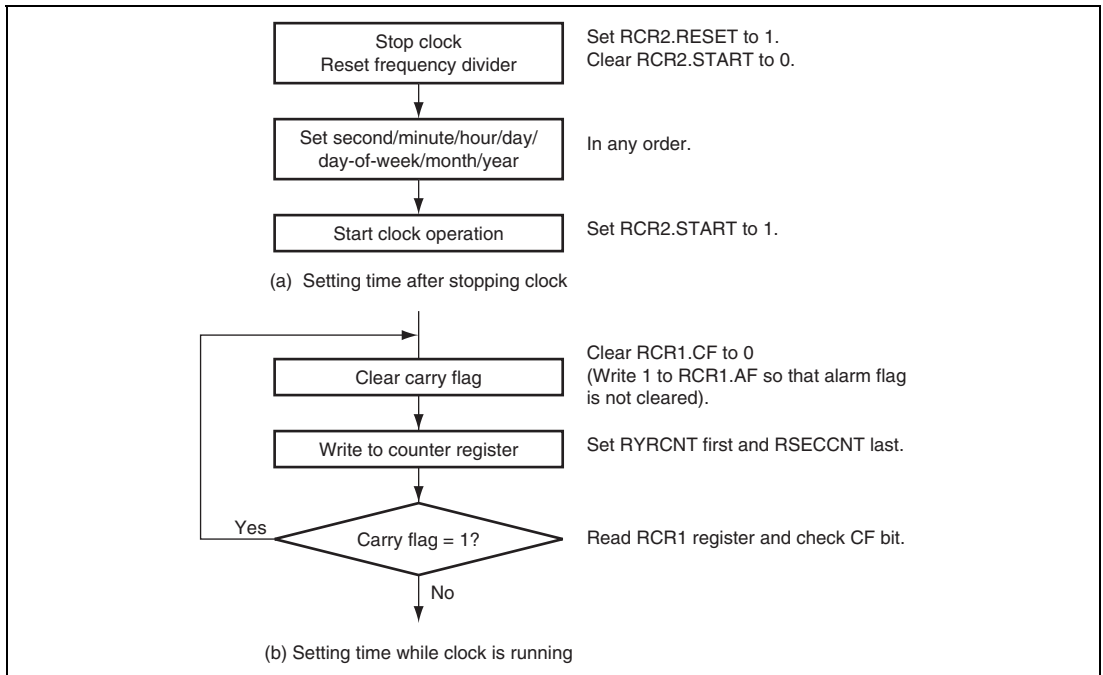 Stop clock
Reset frequency divider
Set RCR2.RESET to 1.
Clear RCR2.START to 0.
Set second/minute/hour/day/
day-of-week/month/year
In any order.
Start clock operation
Set RCR2.START to 1.
(a) Setting time after stopping clock
Clear carry flag
Clear RCR1.CF to 0
(Write 1 to RCR1.AF so that alarm flag
is not cleared).
Write to counter register
Set RYRCNT first and RSECCNT last.
Yes
Carry flag = 1?
Read RCR1 register and check CF bit.
No
(b) Setting time while clock is running